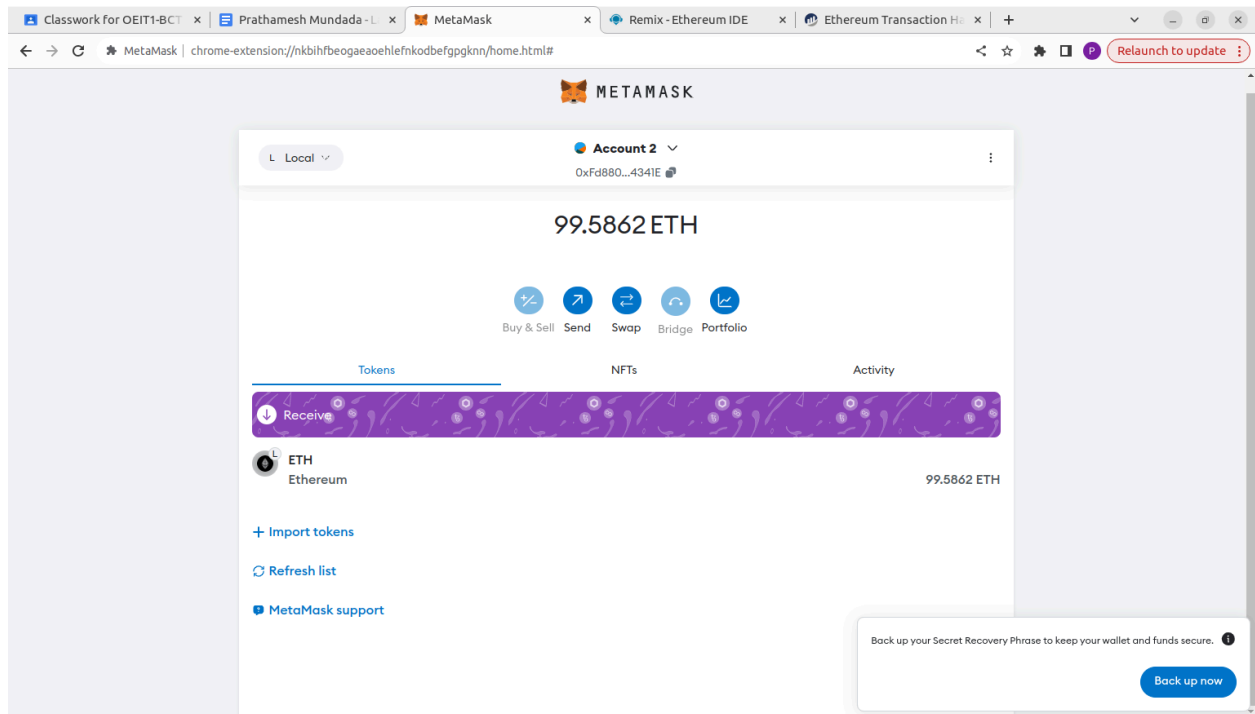 Classwork for OEIT1-BCT
Prathamesh Mundada - L
MetaMask
Remix - Ethereum IDE
Ethereum Transaction Ha
MetaMask
chrome-extension://nkbihfbeogaeaoehlefnkodbefgpgknn/home.html#
P
Relaunch to update
METAMASK
L Local
Account 2
0xFd880...4341E
99.5862 ETH
Buy & Sell
Send
Swap
Bridge
Portfolio
Tokens
NFTs
Activity
Receive
L
ETH
Ethereum
99.5862 ETH
+ Import tokens
Refresh list
MetaMask support
Back up your Secret Recovery Phrase to keep your wallet and funds secure.
Back up now